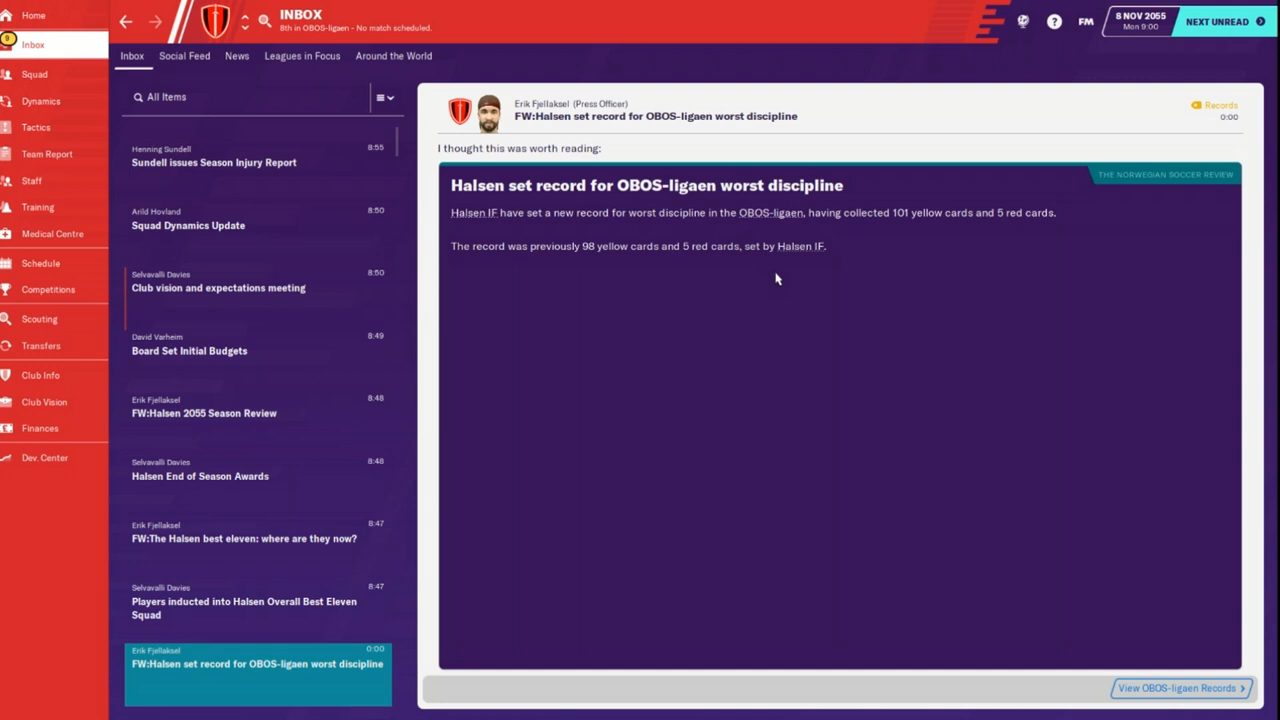 Home
9
Inbox
Squad
Dynamics
Tactics
Team Report
Staff
Training
Medical Centre
Schedule
Competitions
Scouting
Transfers
Club Info
Club Vision
Finances
Dev. Center
INBOX
8th in OBOS-ligaen - No match scheduled.
FM
8 NOV 2055
Mon 9:00
NEXT UNREAD
Inbox
Social Feed
News
Leagues in Focus
Around the World
All Items
Henning Sundell
8:55
Sundell issues Season Injury Report
Arild Hovland
8:50
Squad Dynamics Update
Selvavalli Davies
8:50
Club vision and expectations meeting
David Varheim
8:49
Board Set Initial Budgets
Erik Fjellaksel
8:48
FW:Halsen 2055 Season Review
Selvavalli Davies
8:48
Halsen End of Season Awards
Erik Fjellaksel
8:47
FW:The Halsen best eleven: where are they now?
Selvavalli Davies
8:47
Players inducted into Halsen Overall Best Eleven
Squad
Erik Fjellaksel
0:00
FW:Halsen set record for OBOS-ligaen worst discipline
Erik Fjellaksel (Press Officer)
FW:Halsen set record for OBOS-ligaen worst discipline
Records
0:00
I thought this was worth reading:
THE NORWEGIAN SOCCER REVIEW
Halsen set record for OBOS-ligaen worst discipline
Halsen IF have set a new record for worst discipline in the OBOS-ligaen, having collected 101 yellow cards and 5 red cards.
The record was previously 98 yellow cards and 5 red cards, set by Halsen IF.
View OBOS-ligaen Records